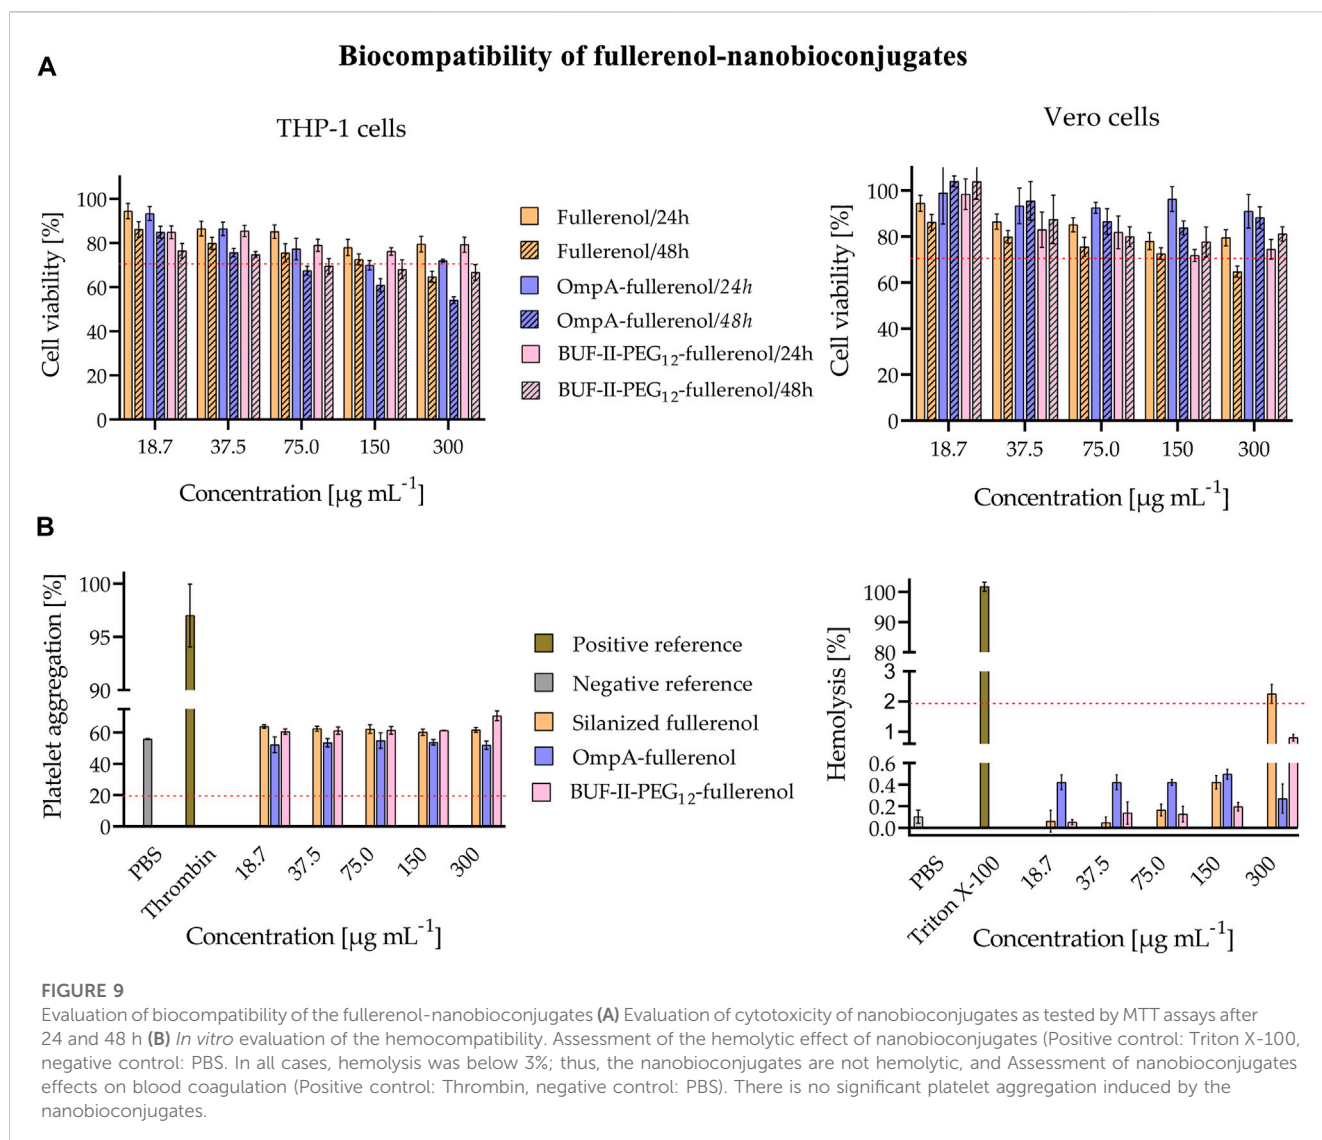 Biocompatibility of fullerenol-nanobioconjugates
A
THP-1 cells
Cell viability [%]
100
80
60
40
20
0
18.7 37.5 75.0 150 300
Concentration [µg mL⁻¹]
Fullerenol/24h
Fullerenol/48h
OmpA-fullerenol/24h
OmpA-fullerenol/48h
BUF-II-PEG₁₂-fullerenol/24h
BUF-II-PEG₁₂-fullerenol/48h
Vero cells
Cell viability [%]
100
80
60
40
20
0
18.7 37.5 75.0 150 300
Concentration [µg mL⁻¹]
B
Platelet aggregation [%]
100
95
90
60
40
20
0
PBS Thrombin 18.7 37.5 75.0 150 300
Concentration [µg mL⁻¹]
Positive reference
Negative reference
Silanized fullerenol
OmpA-fullerenol
BUF-II-PEG₁₂-fullerenol
Hemolysis [%]
100
90
80
3
2
1
0.6
0.4
0.2
0.0
PBS Triton X-100 18.7 37.5 75.0 150 300
Concentration [µg mL⁻¹]
FIGURE 9
Evaluation of biocompatibility of the fullerenol-nanobioconjugates (A) Evaluation of cytotoxicity of nanobioconjugates as tested by MTT assays after
24 and 48 h (B) In vitro evaluation of the hemocompatibility. Assessment of the hemolytic effect of nanobioconjugates (Positive control: Triton X-100,
negative control: PBS. In all cases, hemolysis was below 3%; thus, the nanobioconjugates are not hemolytic, and Assessment of nanobioconjugates
effects on blood coagulation (Positive control: Thrombin, negative control: PBS). There is no significant platelet aggregation induced by the
nanobioconjugates.